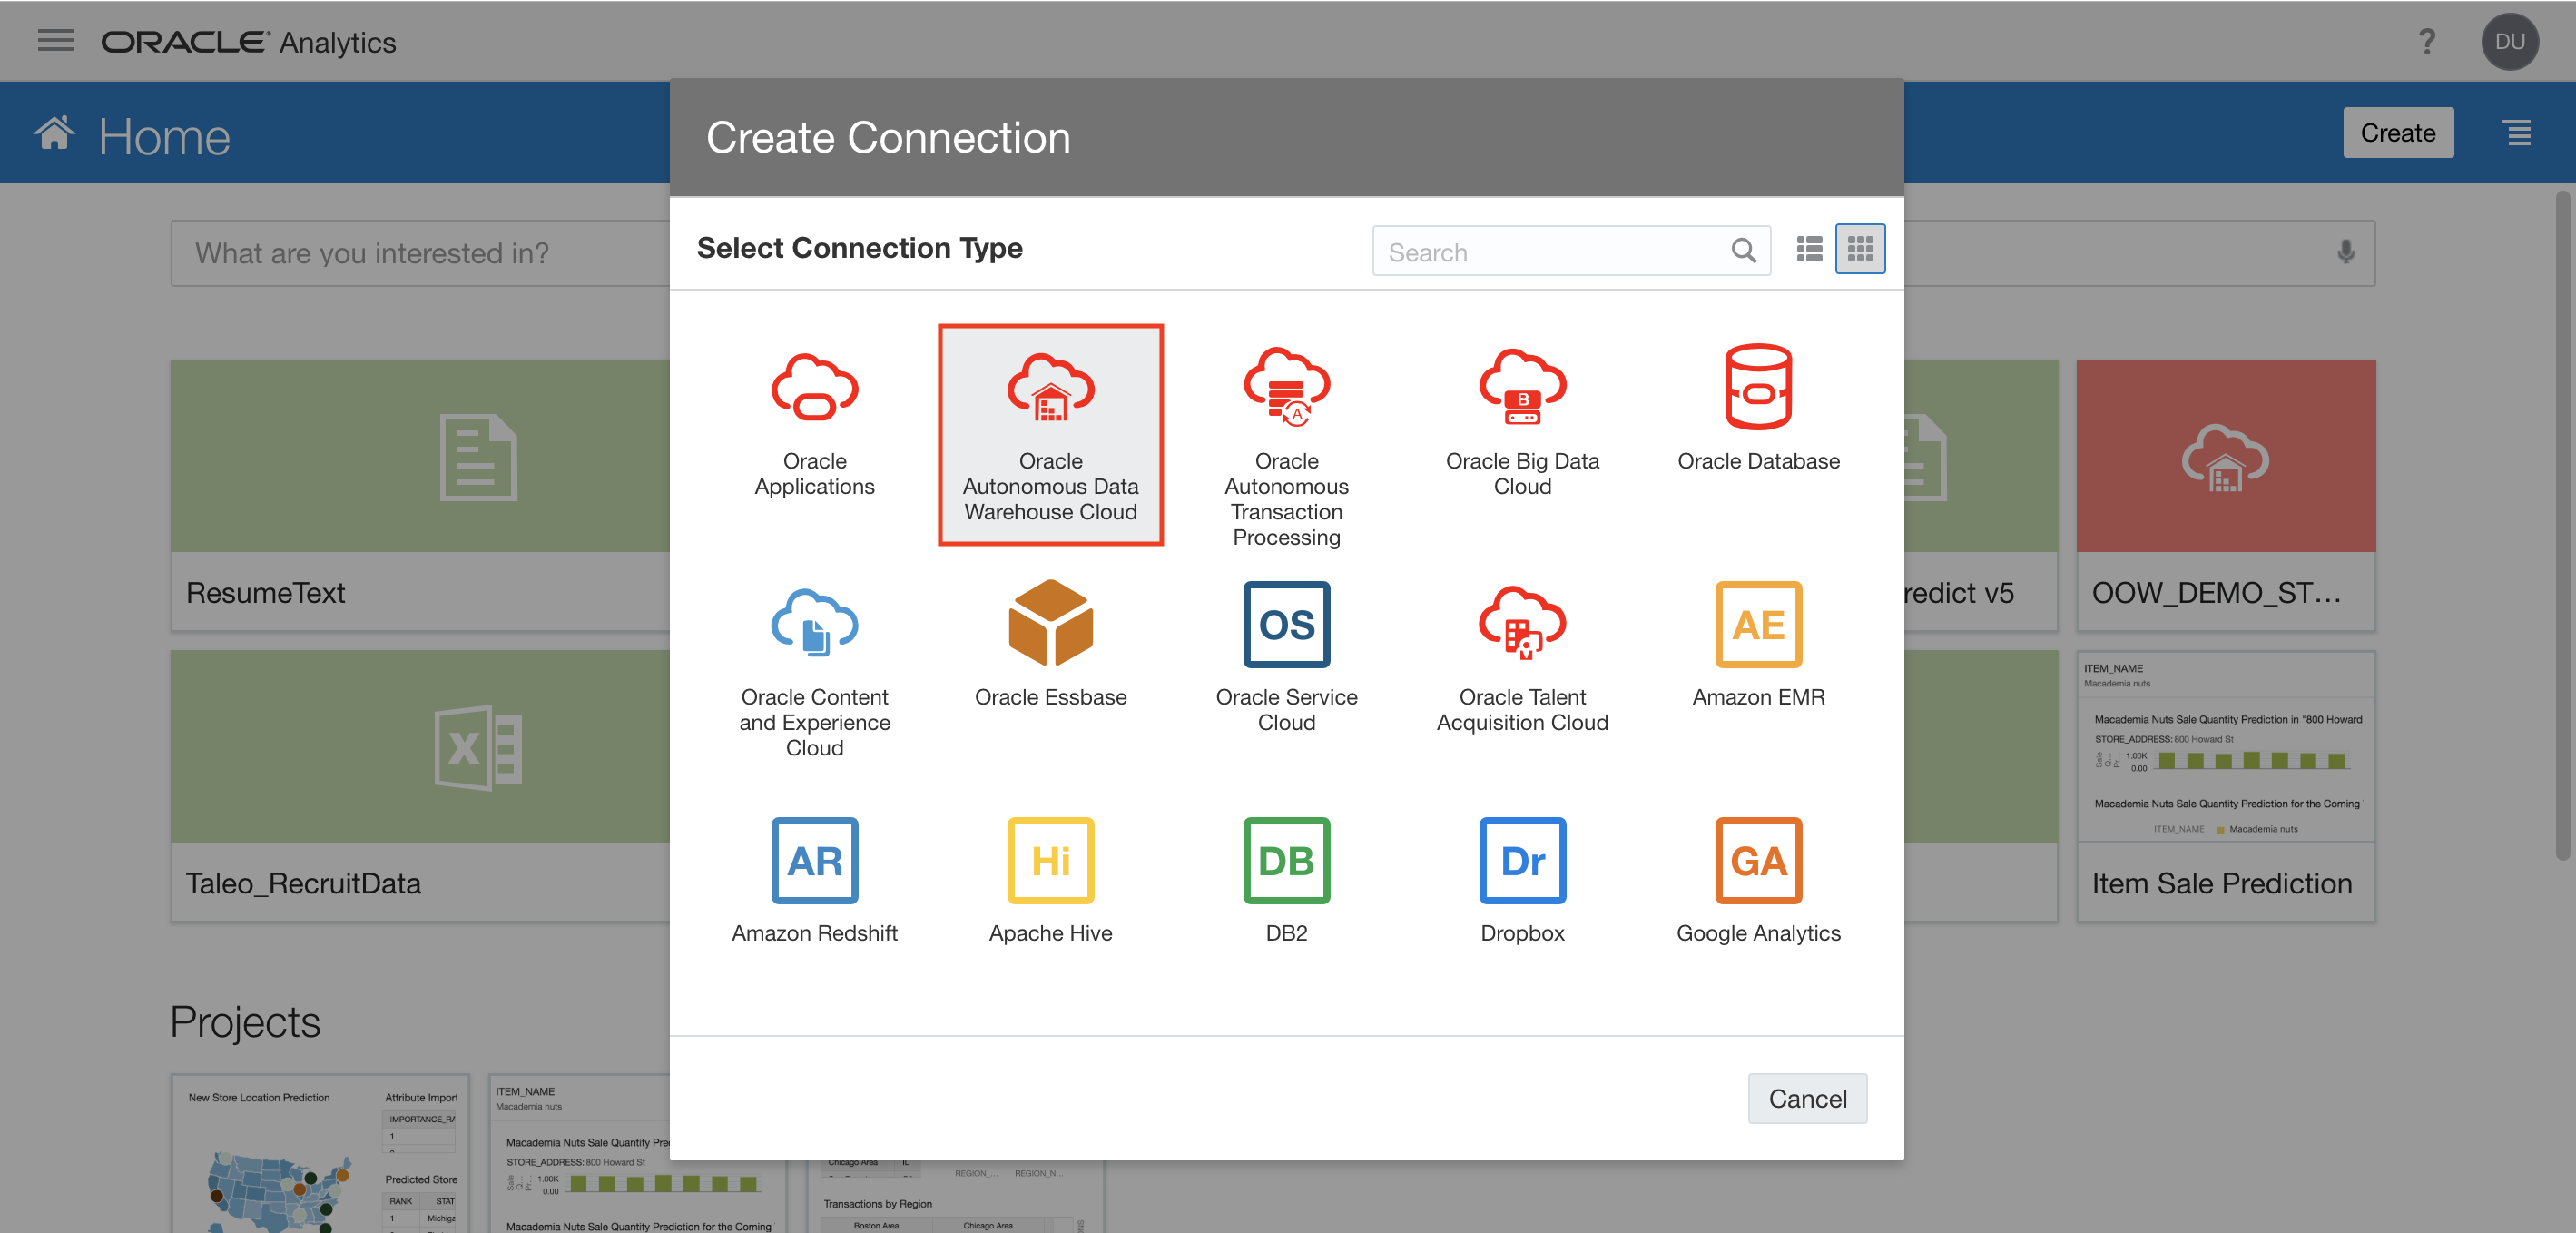 ORACLE Analytics
?
DU
Home
Create
What are you interested in?
ResumeText
redict v5
OOW_DEMO_ST...
Taleo_RecruitData
ITEM_NAME
Macademia nuts
Macademia Nuts Sale Quantity Prediction in "800 Howard
STORE_ADDRESS: 800 Howard St
1.00K
0.00
Macademia Nuts Sale Quantity Prediction for the Coming
ITEM_NAME
Macademia nuts
Item Sale Prediction
Create Connection
Select Connection Type
Search
Oracle
Applications
Oracle
Autonomous Data
Warehouse Cloud
A
Oracle
Autonomous
Transaction
Processing
B
Oracle Big Data
Cloud
Oracle Database
Oracle Content
and Experience
Cloud
Oracle Essbase
OS
Oracle Service
Cloud
Oracle Talent
Acquisition Cloud
AE
Amazon EMR
AR
Amazon Redshift
Hi
Apache Hive
DB
DB2
Dr
Dropbox
GA
Google Analytics
Cancel
Projects
New Store Location Prediction
Attribute Import
IMPORTANCE_RA
1
Predicted Store
RANK STAT
1 Michiga
ITEM_NAME
Macademia nuts
Macademia Nuts Sale Quantity Pre
STORE_ADDRESS: 800 Howard St
1.00K
0.00
Macademia Nuts Sale Quantity Prediction for the Coming
Chicago Area IL
REGION_... REGION_N...
Transactions by Region
Boston Area Chicago Area